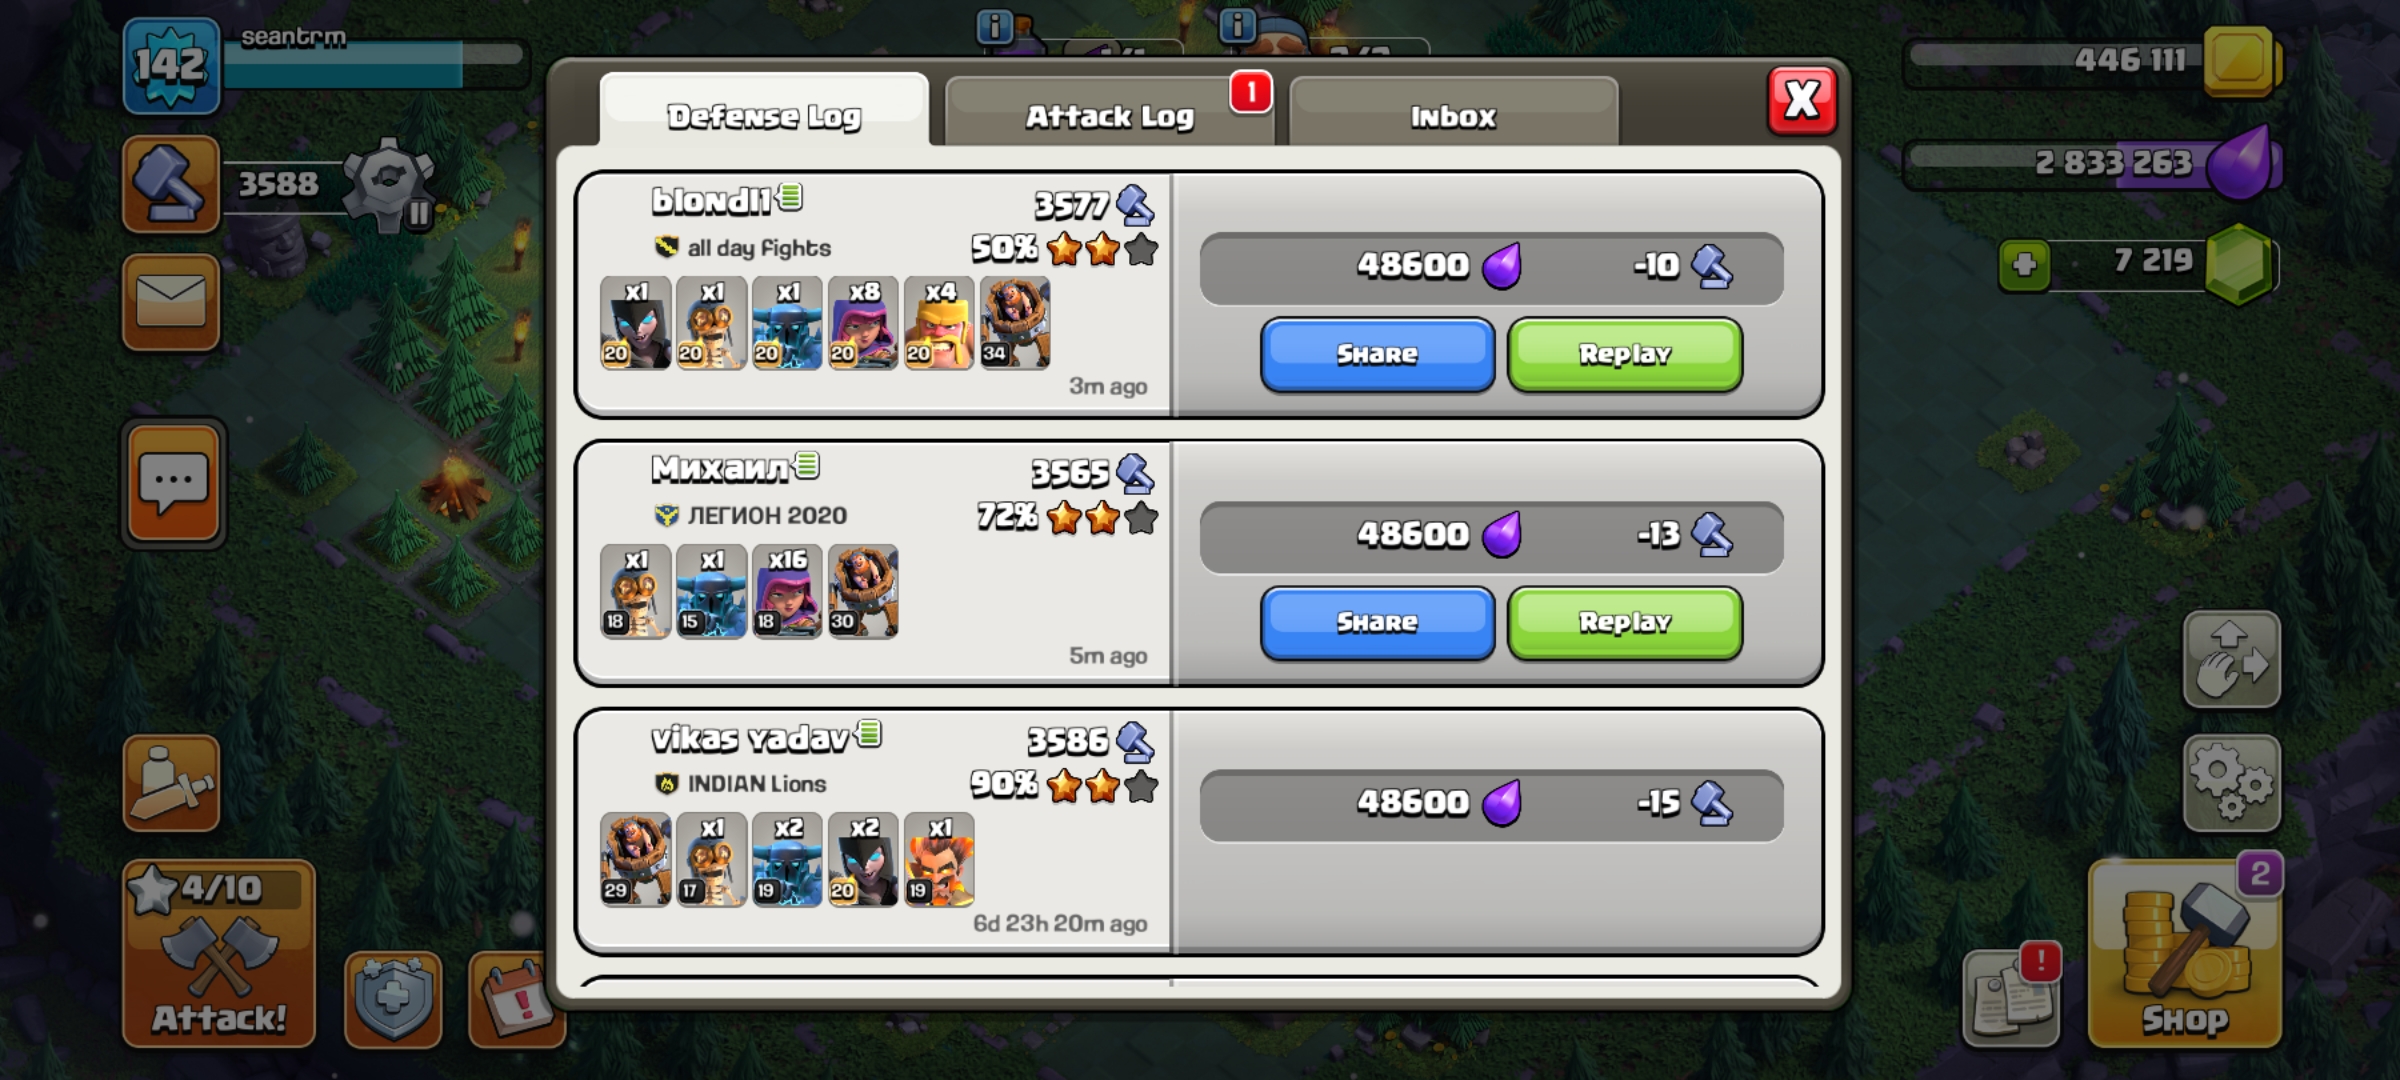 142
seantrm
446 111
Defense Log
Attack Log
1
Inbox
X
3588
2 833 263
7 219
blondl1
3577
all day fights
50%
x1
x1
x1
x8
x4
20
20
20
20
20
34
3m ago
48600
-10
Share
Replay
Михаил
3565
ЛЕГИОН 2020
72%
x1
x1
x16
18
15
18
30
5m ago
48600
-13
Share
Replay
vikas yadav
3586
INDIAN Lions
90%
x1
x2
x2
x1
29
17
19
20
19
6d 23h 20m ago
48600
-15
4/10
Attack!
2
!
Shop